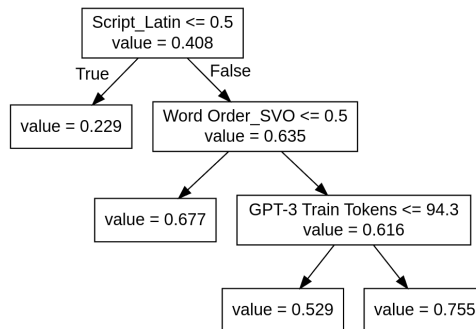 Script_Latin <= 0.5
value = 0.408
True
False
value = 0.229
Word Order_SVO <= 0.5
value = 0.635
value = 0.677
GPT-3 Train Tokens <= 94.3
value = 0.616
value = 0.529
value = 0.755